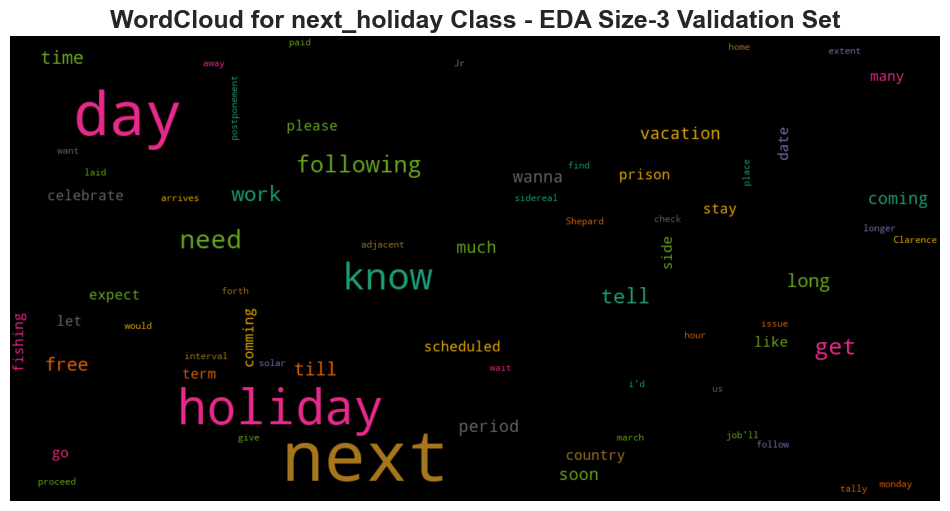 WordCloud for next_holiday Class - EDA Size-3 Validation Set
paid
home
extent
time
away
Jr
many
postponement
day
please
vacation
date
want
following
find
place
laid
wanna
prison
celebrate
arrives
work
sidereal
stay
coming
Shepard
check
longer
need
adjacent
much
side
Clarence
know
long
expect
forth
tell
let
would
comming
fishing
issue
hour
like
get
scheduled
free
interval
solar
till
term
wait
i'd
us
holiday
period
give
march
job'll
follow
next
go
country
soon
proceed
tally
monday